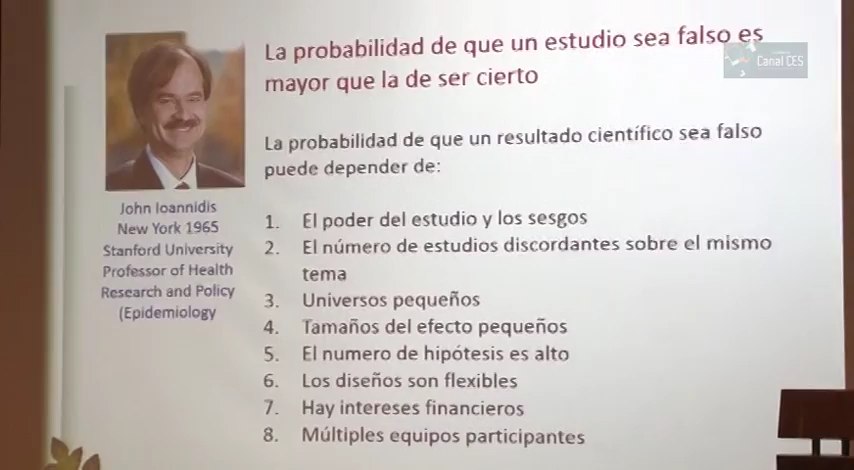 La probabilidad de que un estudio sea falso es
mayor que la de ser cierto
Canal CES
La probabilidad de que un resultado científico sea falso
puede depender de:
John Ioannidis
New York 1965
Stanford University
Professor of Health
Research and Policy
(Epidemiology
1. El poder del estudio y los sesgos
2. El número de estudios discordantes sobre el mismo
tema
3. Universos pequeños
4. Tamaños del efecto pequeños
5. El numero de hipótesis es alto
6. Los diseños son flexibles
7. Hay intereses financieros
8. Múltiples equipos participantes